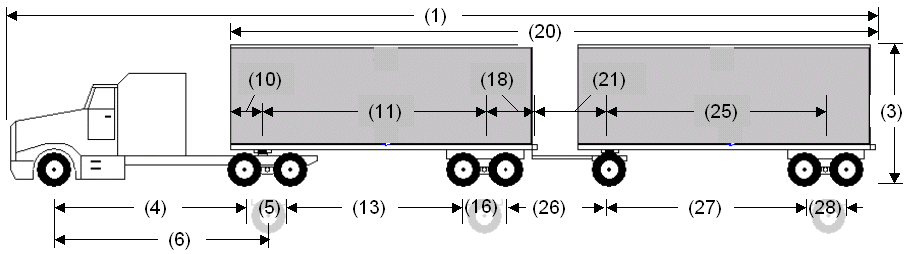 (1)
(20)
(10) (18) (21)
(11) (25) (3)
(4) (5) (13) (16) (26) (27) (28)
(6)